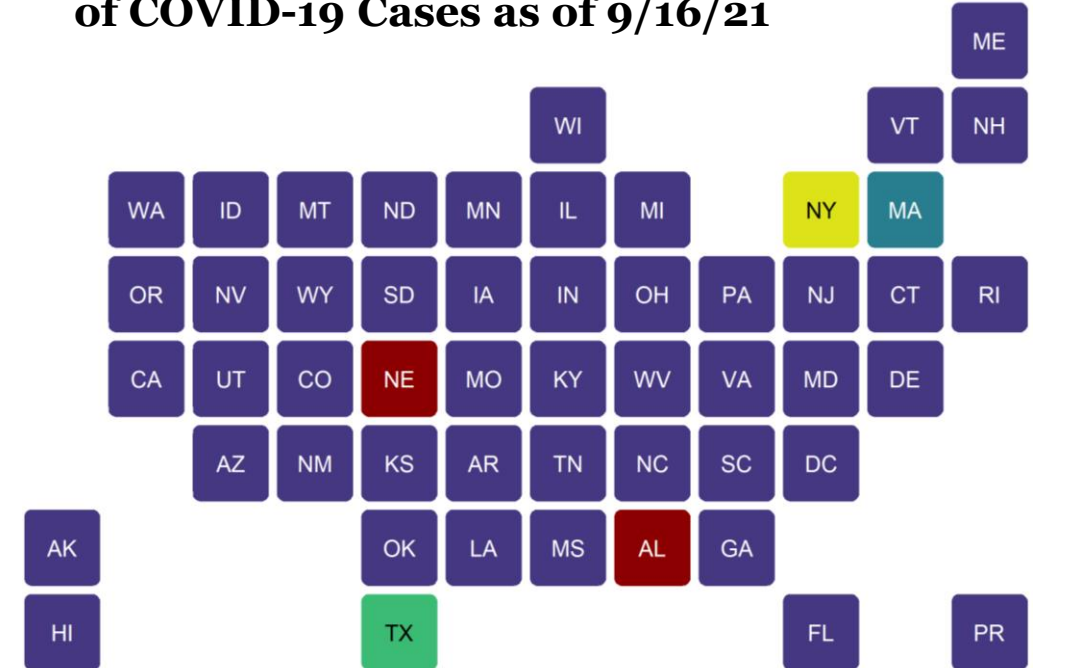 of COVID-19 Cases as of 9/16/21
ME
WI VT NH
WA ID MT ND MN IL MI NY MA
OR NV WY SD IA IN OH PA NJ CT RI
CA UT CO NE MO KY WV VA MD DE
AZ NM KS AR TN NC SC DC
AK OK LA MS AL GA
HI TX FL PR